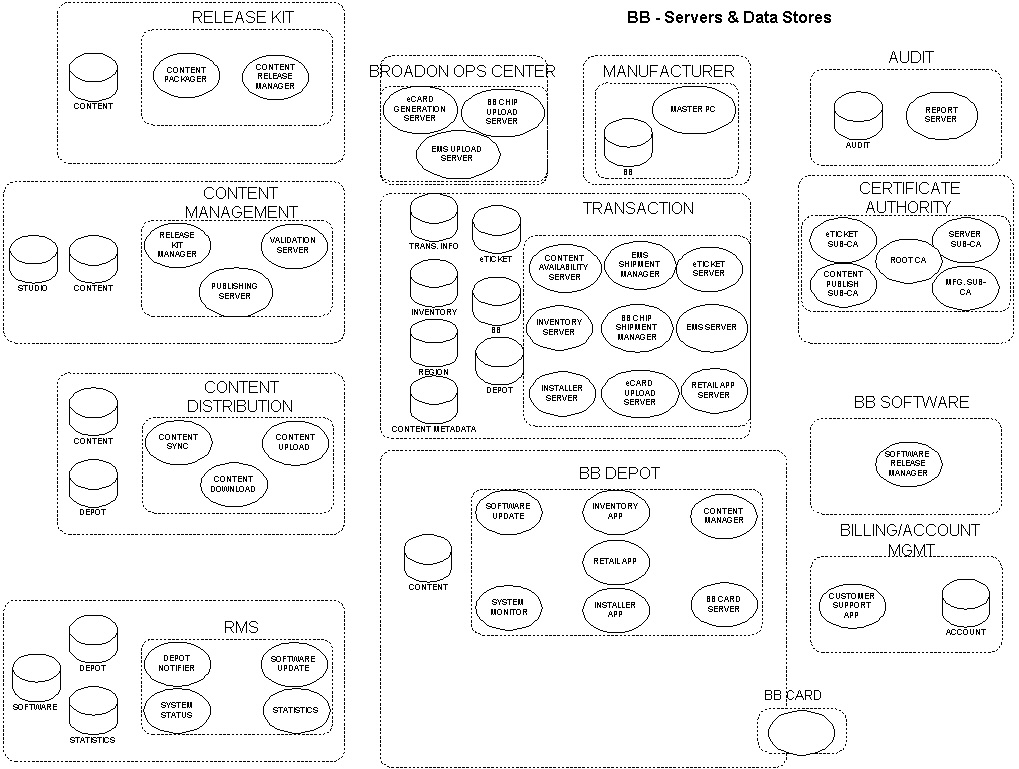 BB - Servers & Data Stores
RELEASE KIT
CONTENT
PACKAGER
CONTENT
RELEASE
MANAGER
CONTENT
BROADON OPS CENTER
eCARD
GENERATION
SERVER
BB CHIP
UPLOAD
SERVER
EMS UPLOAD
SERVER
MANUFACTURER
MASTER PC
BB
AUDIT
REPORT
SERVER
AUDIT
CONTENT
MANAGEMENT
RELEASE
KIT
MANAGER
VALIDATION
SERVER
PUBLISHING
SERVER
STUDIO
CONTENT
TRANSACTION
TRANS. INFO
eTICKET
INVENTORY
BB
REGION
DEPOT
CONTENT METADATA
CONTENT
AVAILABILITY
SERVER
EMS
SHIPMENT
MANAGER
eTICKET
SERVER
INVENTORY
SERVER
BB CHIP
SHIPMENT
MANAGER
EMS SERVER
INSTALLER
SERVER
eCARD
UPLOAD
SERVER
RETAIL APP
SERVER
CERTIFICATE
AUTHORITY
eTICKET
SUB-CA
SERVER
SUB-CA
ROOT CA
CONTENT
PUBLISH
SUB-CA
MFG. SUB-
CA
CONTENT
DISTRIBUTION
CONTENT
DEPOT
CONTENT
SYNC
CONTENT
UPLOAD
CONTENT
DOWNLOAD
BB SOFTWARE
SOFTWARE
RELEASE
MANAGER
BB DEPOT
SOFTWARE
UPDATE
INVENTORY
APP
CONTENT
MANAGER
RETAIL APP
CONTENT
SYSTEM
MONITOR
INSTALLER
APP
BB CARD
SERVER
BILLING/ACCOUNT
MGMT
CUSTOMER
SUPPORT
APP
ACCOUNT
RMS
DEPOT
SOFTWARE
STATISTICS
DEPOT
NOTIFIER
SOFTWARE
UPDATE
SYSTEM
STATUS
STATISTICS
BB CARD